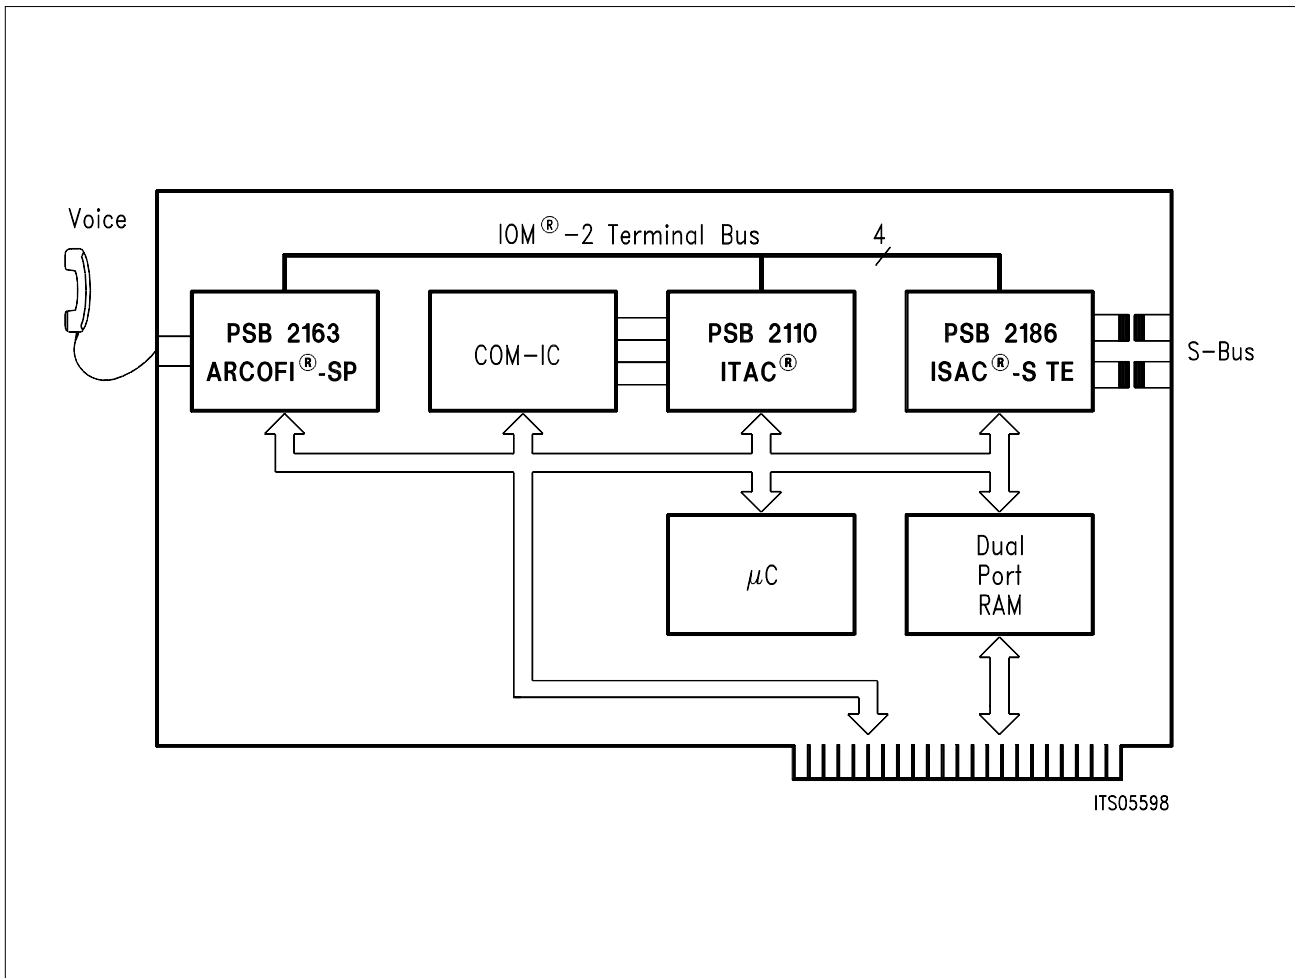 Voice
IOM®-2 Terminal Bus
4
PSB 2163
ARCOFI®-SP
COM-IC
PSB 2110
ITAC®
PSB 2186
ISAC®-S TE
S-Bus
μC
Dual
Port
RAM
ITS05598